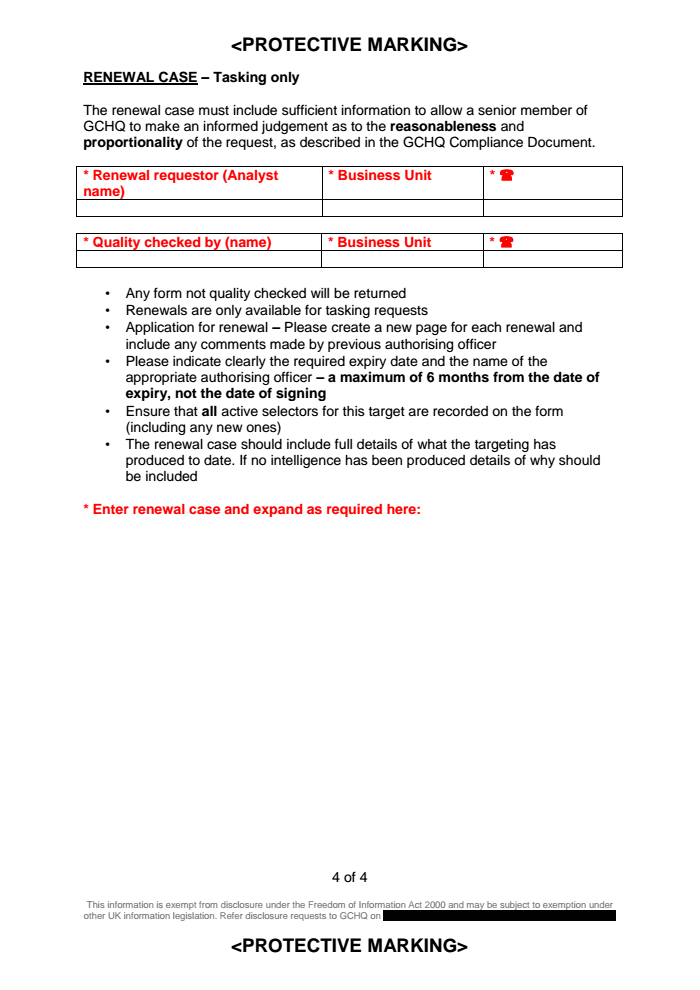 <PROTECTIVE MARKING>
RENEWAL CASE – Tasking only
The renewal case must include sufficient information to allow a senior member of
GCHQ to make an informed judgement as to the reasonableness and
proportionality of the request, as described in the GCHQ Compliance Document.
* Renewal requestor (Analyst
name)
* Business Unit
* ☎
* Quality checked by (name)
* Business Unit
* ☎
• Any form not quality checked will be returned
• Renewals are only available for tasking requests
• Application for renewal – Please create a new page for each renewal and
include any comments made by previous authorising officer
• Please indicate clearly the required expiry date and the name of the
appropriate authorising officer – a maximum of 6 months from the date of
expiry, not the date of signing
• Ensure that all active selectors for this target are recorded on the form
(including any new ones)
• The renewal case should include full details of what the targeting has
produced to date. If no intelligence has been produced details of why should
be included
* Enter renewal case and expand as required here:
4 of 4
This information is exempt from disclosure under the Freedom of Information Act 2000 and may be subject to exemption under
other UK information legislation. Refer disclosure requests to GCHQ on
<PROTECTIVE MARKING>